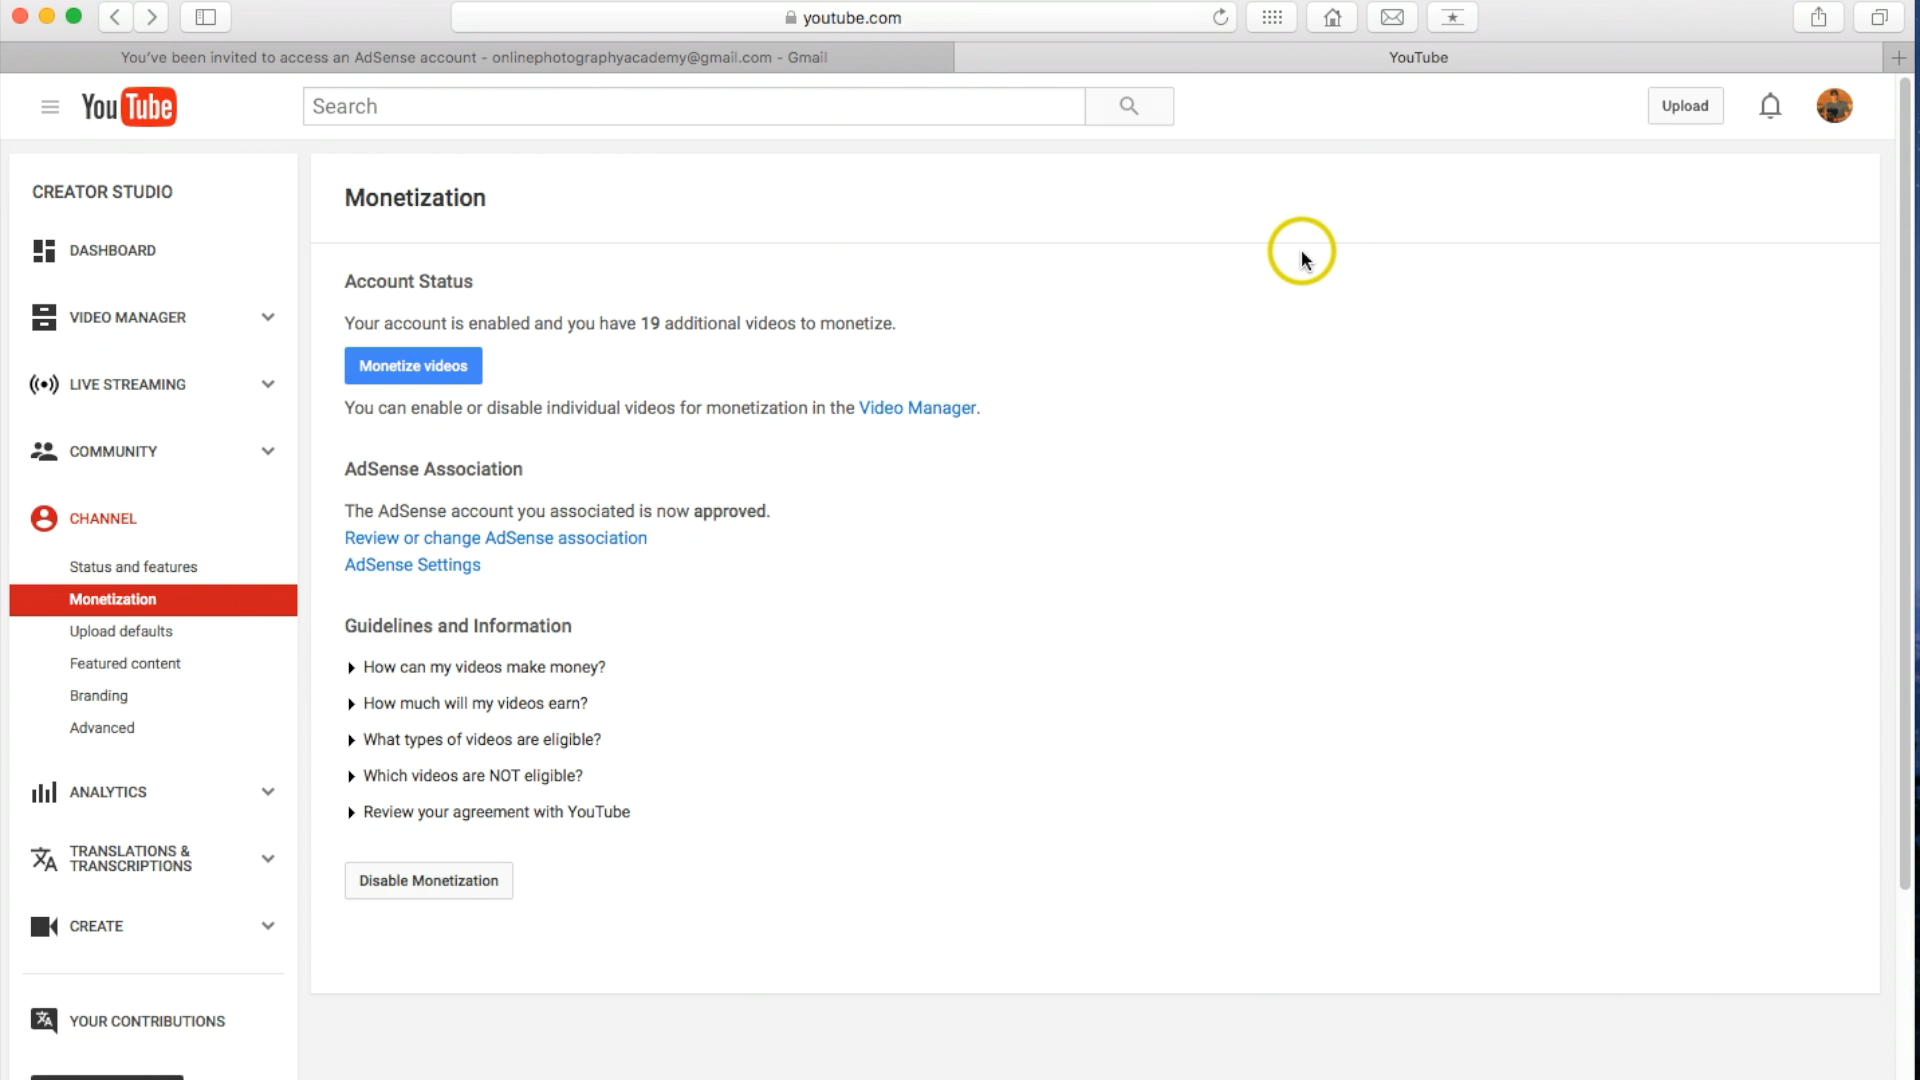 youtube.com
You've been invited to access an AdSense account - onlinephotographyacademy@gmail.com - Gmail
YouTube
YouTube
Search
Upload
CREATOR STUDIO
DASHBOARD
VIDEO MANAGER
LIVE STREAMING
COMMUNITY
CHANNEL
Status and features
Monetization
Upload defaults
Featured content
Branding
Advanced
ANALYTICS
TRANSLATIONS &
TRANSCRIPTIONS
CREATE
YOUR CONTRIBUTIONS
Monetization
Account Status
Your account is enabled and you have 19 additional videos to monetize.
Monetize videos
You can enable or disable individual videos for monetization in the Video Manager.
AdSense Association
The AdSense account you associated is now approved.
Review or change AdSense association
AdSense Settings
Guidelines and Information
How can my videos make money?
How much will my videos earn?
What types of videos are eligible?
Which videos are NOT eligible?
Review your agreement with YouTube
Disable Monetization